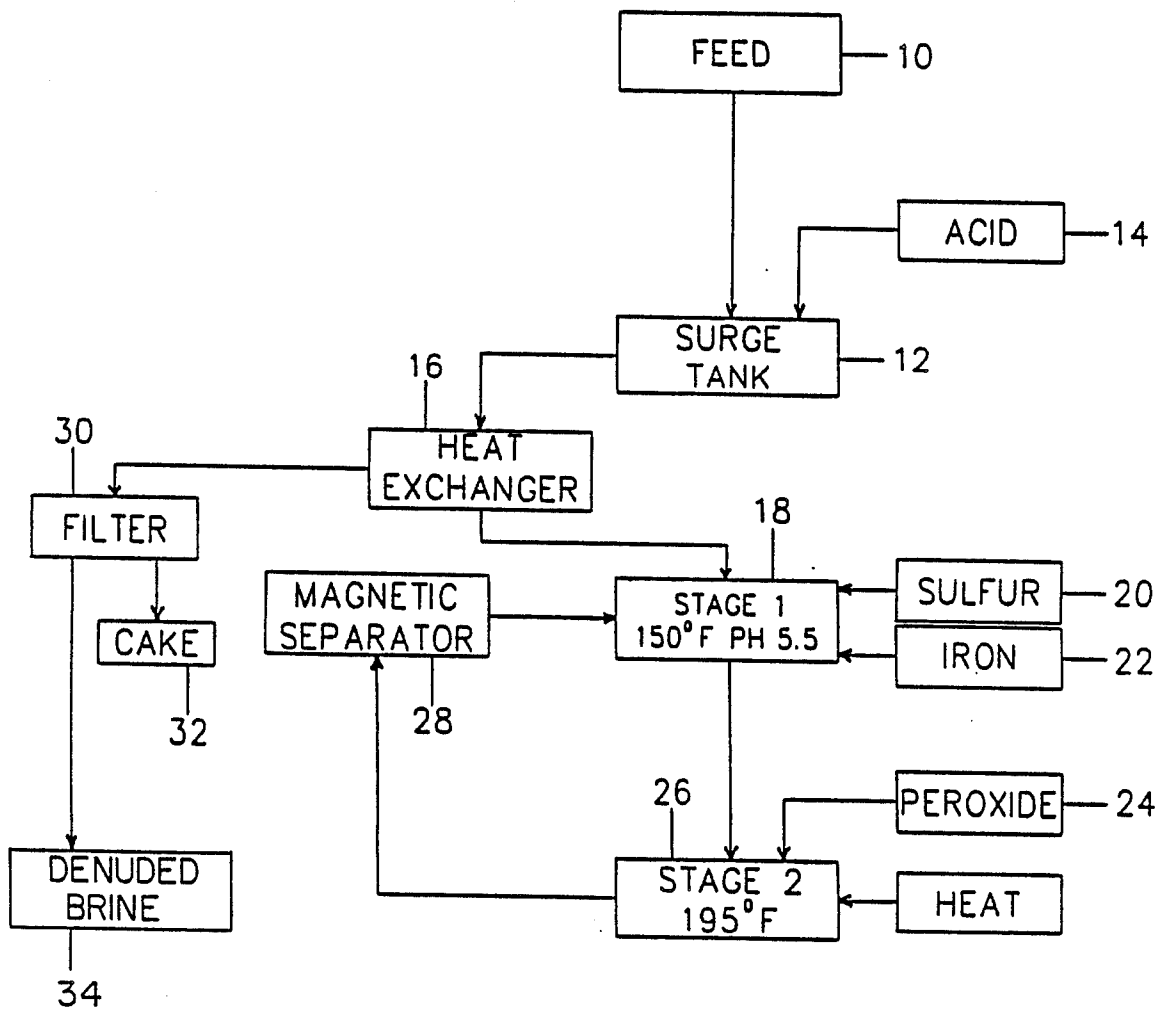 FEED
10
ACID
14
SURGE
TANK
12
16
HEAT
EXCHANGER
30
FILTER
18
MAGNETIC
SEPARATOR
28
STAGE 1
150°F PH 5.5
SULFUR
20
IRON
22
CAKE
32
26
PEROXIDE
24
STAGE 2
195°F
HEAT
DENUDED
BRINE
34